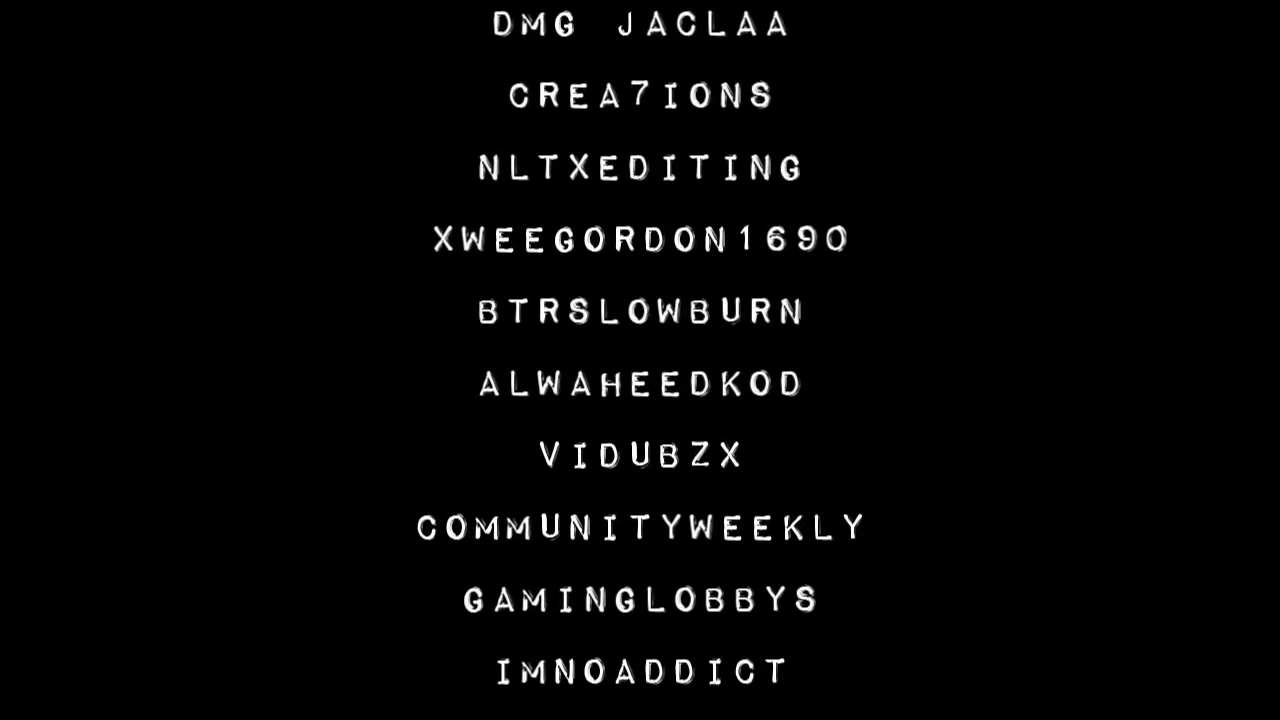 DMG JACLAA
CREA7IONS
NLTXEDITING
XWEEGORDON1690
BTRSLOWBURN
ALWAHEEDKOD
VIDUBZX
COMMUNITYWEEKLY
GAMINGLOBBYS
IMNOADDICT